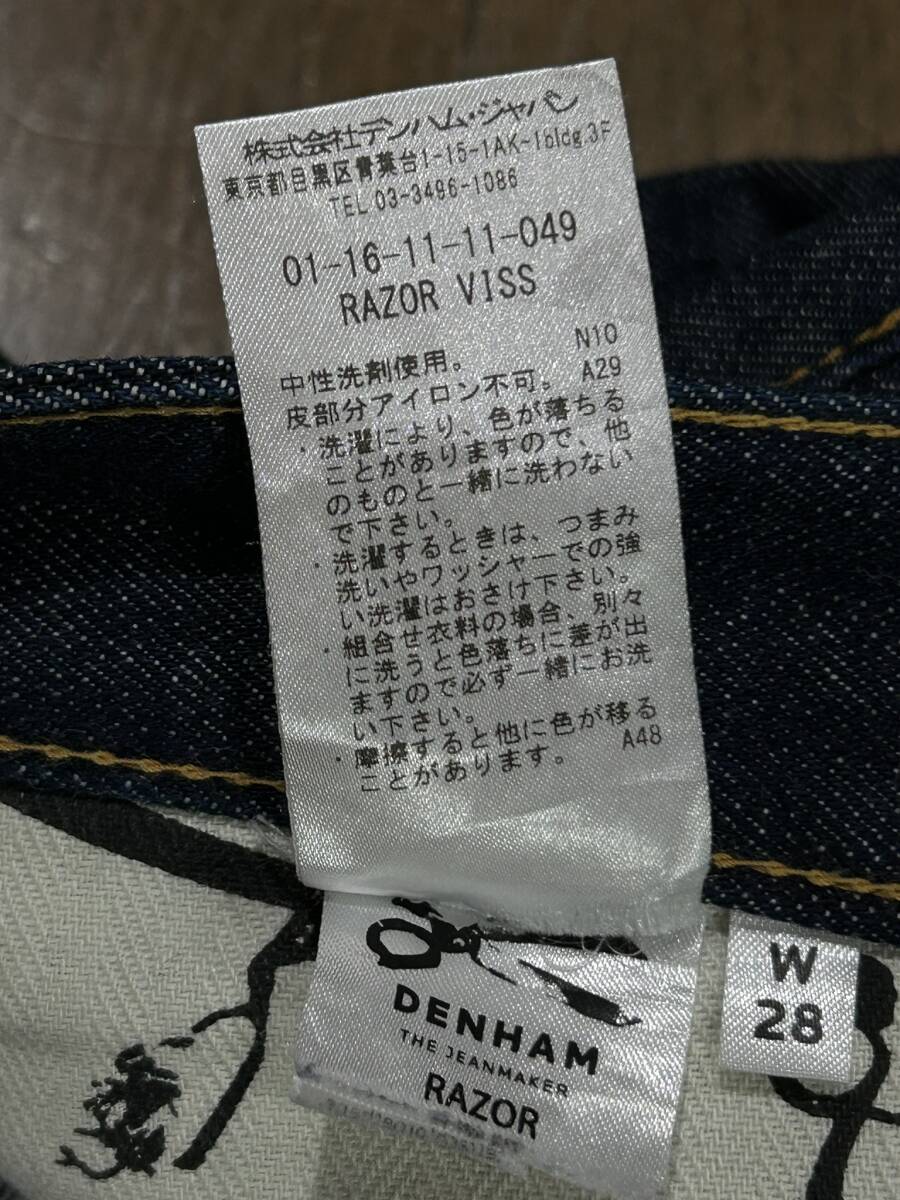 株式会社デンハム・ジャパン
東京都目黒区青葉台1-15-1AK-1bldg.3F
TEL 03-3496-1086
01-16-11-11-049
RAZOR VISS
N10
中性洗剤使用。
皮部分アイロン不可。 A29
・洗濯により、色が落ちる
ことがありますので、他
のものと一緒に洗わない
で下さい。
・洗濯するときは、つまみ
洗いやワッシャーでの強
い洗濯はおさけ下さい。
・組合せ衣料の場合、別々
に洗うと色落ちに差が出
ますので必ず一緒にお洗
い下さい。
・摩擦すると他に色が移る
ことがあります。 A48
DENHAM
THE JEANMAKER
RAZOR
W
28